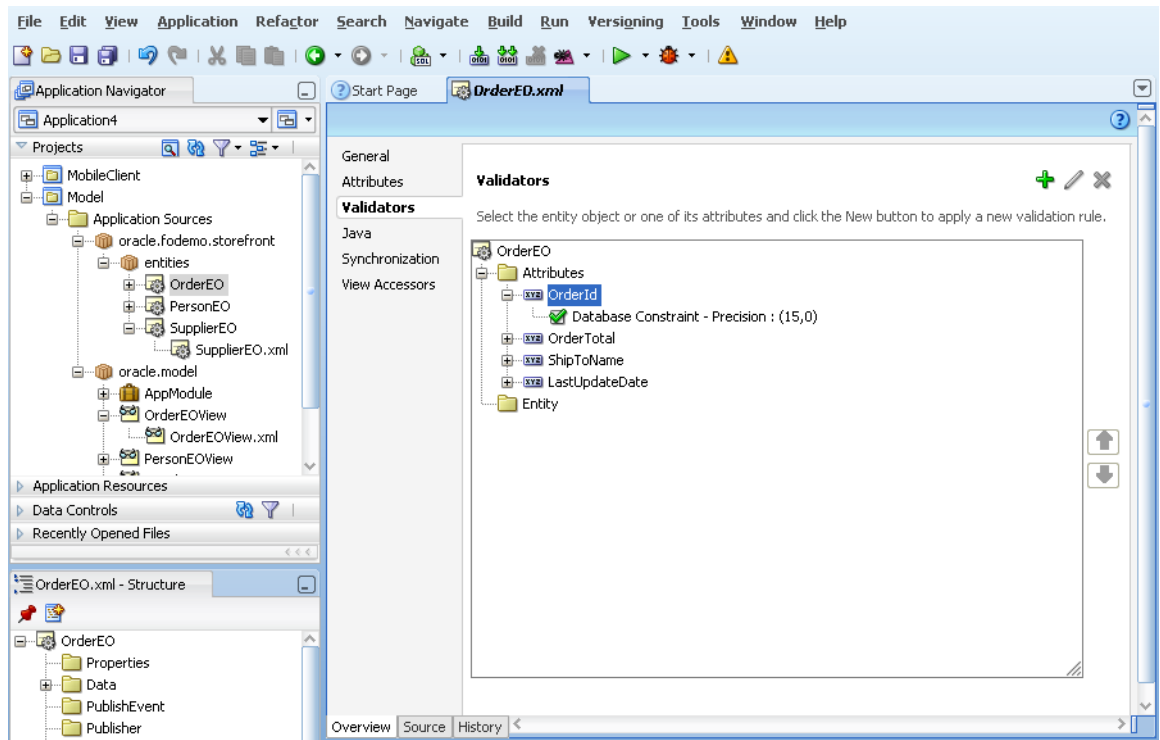 File Edit View Application Refactor Search Navigate Build Run Versioning Tools Window Help
Application Navigator
Application4
Projects
MobileClient
Model
Application Sources
oracle.fodemo.storefront
entities
OrderEO
PersonEO
SupplierEO
SupplierEO.xml
oracle.model
AppModule
OrderEOView
OrderEOView.xml
PersonEOView
Application Resources
Data Controls
Recently Opened Files
OrderEO.xml - Structure
OrderEO
Properties
Data
PublishEvent
Publisher
Start Page OrderEO.xml
General
Attributes
Validators
Java
Synchronization
View Accessors
Validators
Select the entity object or one of its attributes and click the New button to apply a new validation rule.
OrderEO
Attributes
OrderId
Database Constraint - Precision : (15,0)
OrderTotal
ShipToName
LastUpdateDate
Entity
Overview Source History